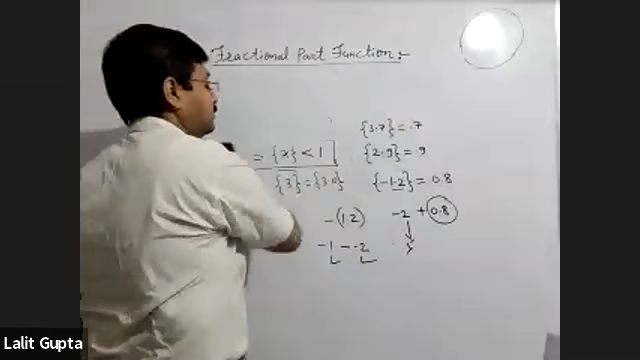 Fractional Part Function :-
{3.7} = .7
= {x} < 1
{2.9} = .9
{3} = {3.0}
{-1.2} = 0.8
-(1.2)
-2 + 0.8
-1 - .2
Lalit Gupta